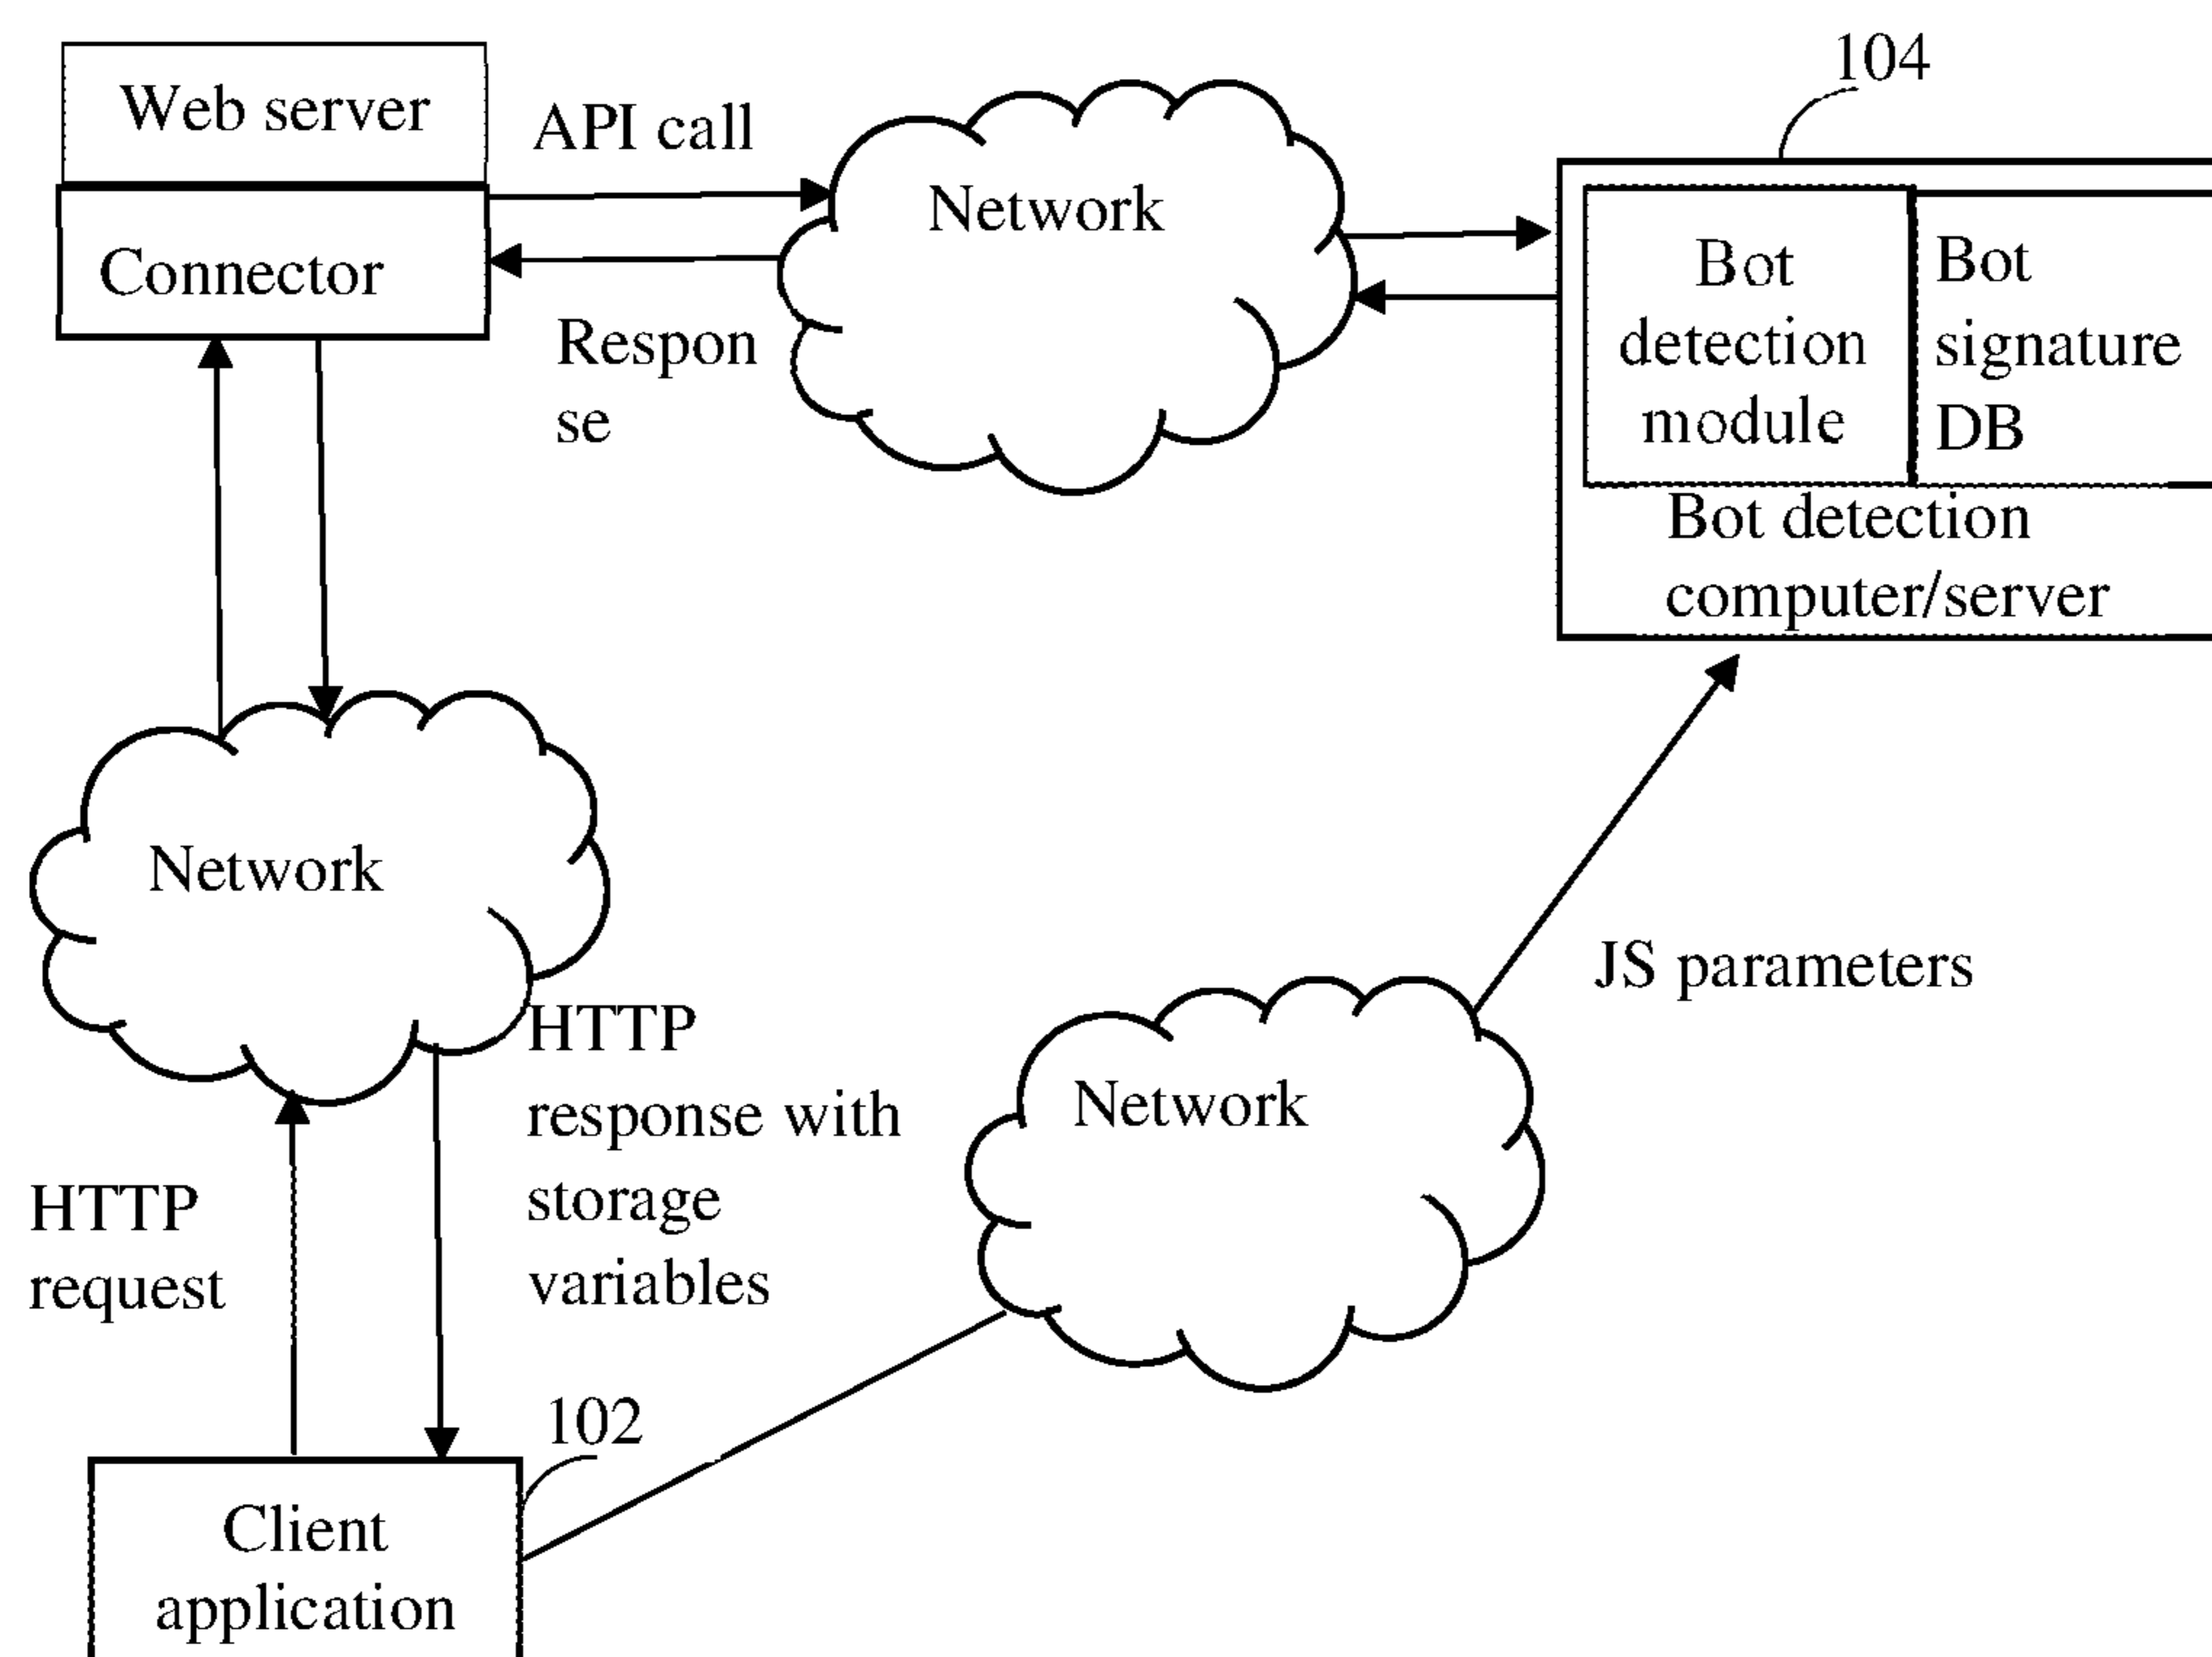 104
Web server
API call
Network
Connector
Bot
detection
module
Bot
signature
DB
Respon
se
Bot detection
computer/server
Network
JS parameters
HTTP
response with
storage
variables
Network
HTTP
request
102
Client
application